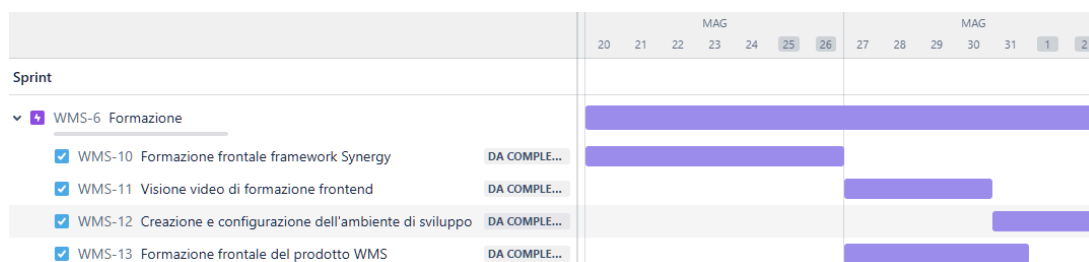 MAG MAG
20 21 22 23 24 25 26 27 28 29 30 31 1 2
Sprint
WMS-6 Formazione
WMS-10 Formazione frontale framework Synergy DA COMPLE...
WMS-11 Visione video di formazione frontend DA COMPLE...
WMS-12 Creazione e configurazione dell'ambiente di sviluppo DA COMPLE...
WMS-13 Formazione frontale del prodotto WMS DA COMPLE...